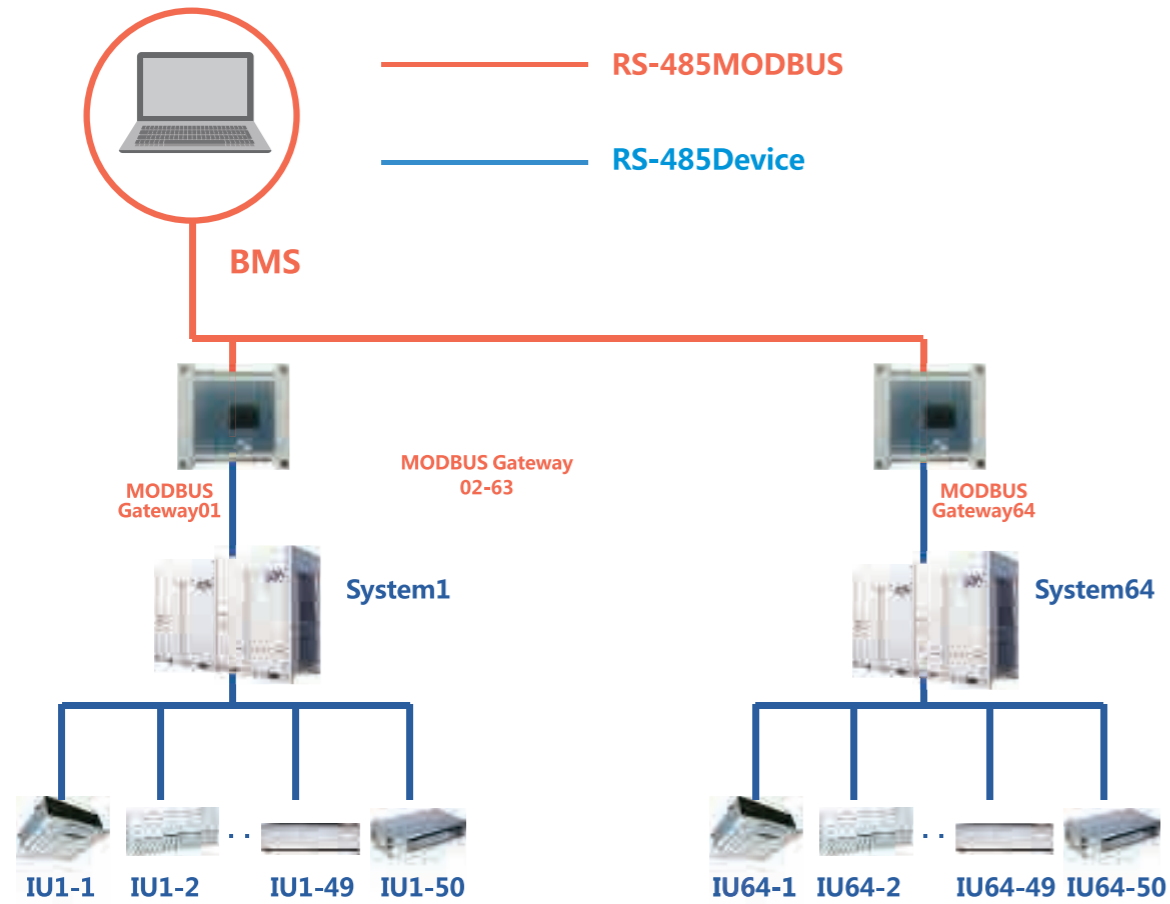 RS-485MODBUS
RS-485Device
BMS
MODBUS Gateway
02-63
MODBUS
Gateway01
MODBUS
Gateway64
System1
System64
. .
. .
IU1-1
IU1-2
IU1-49
IU1-50
IU64-1
IU64-2
IU64-49
IU64-50